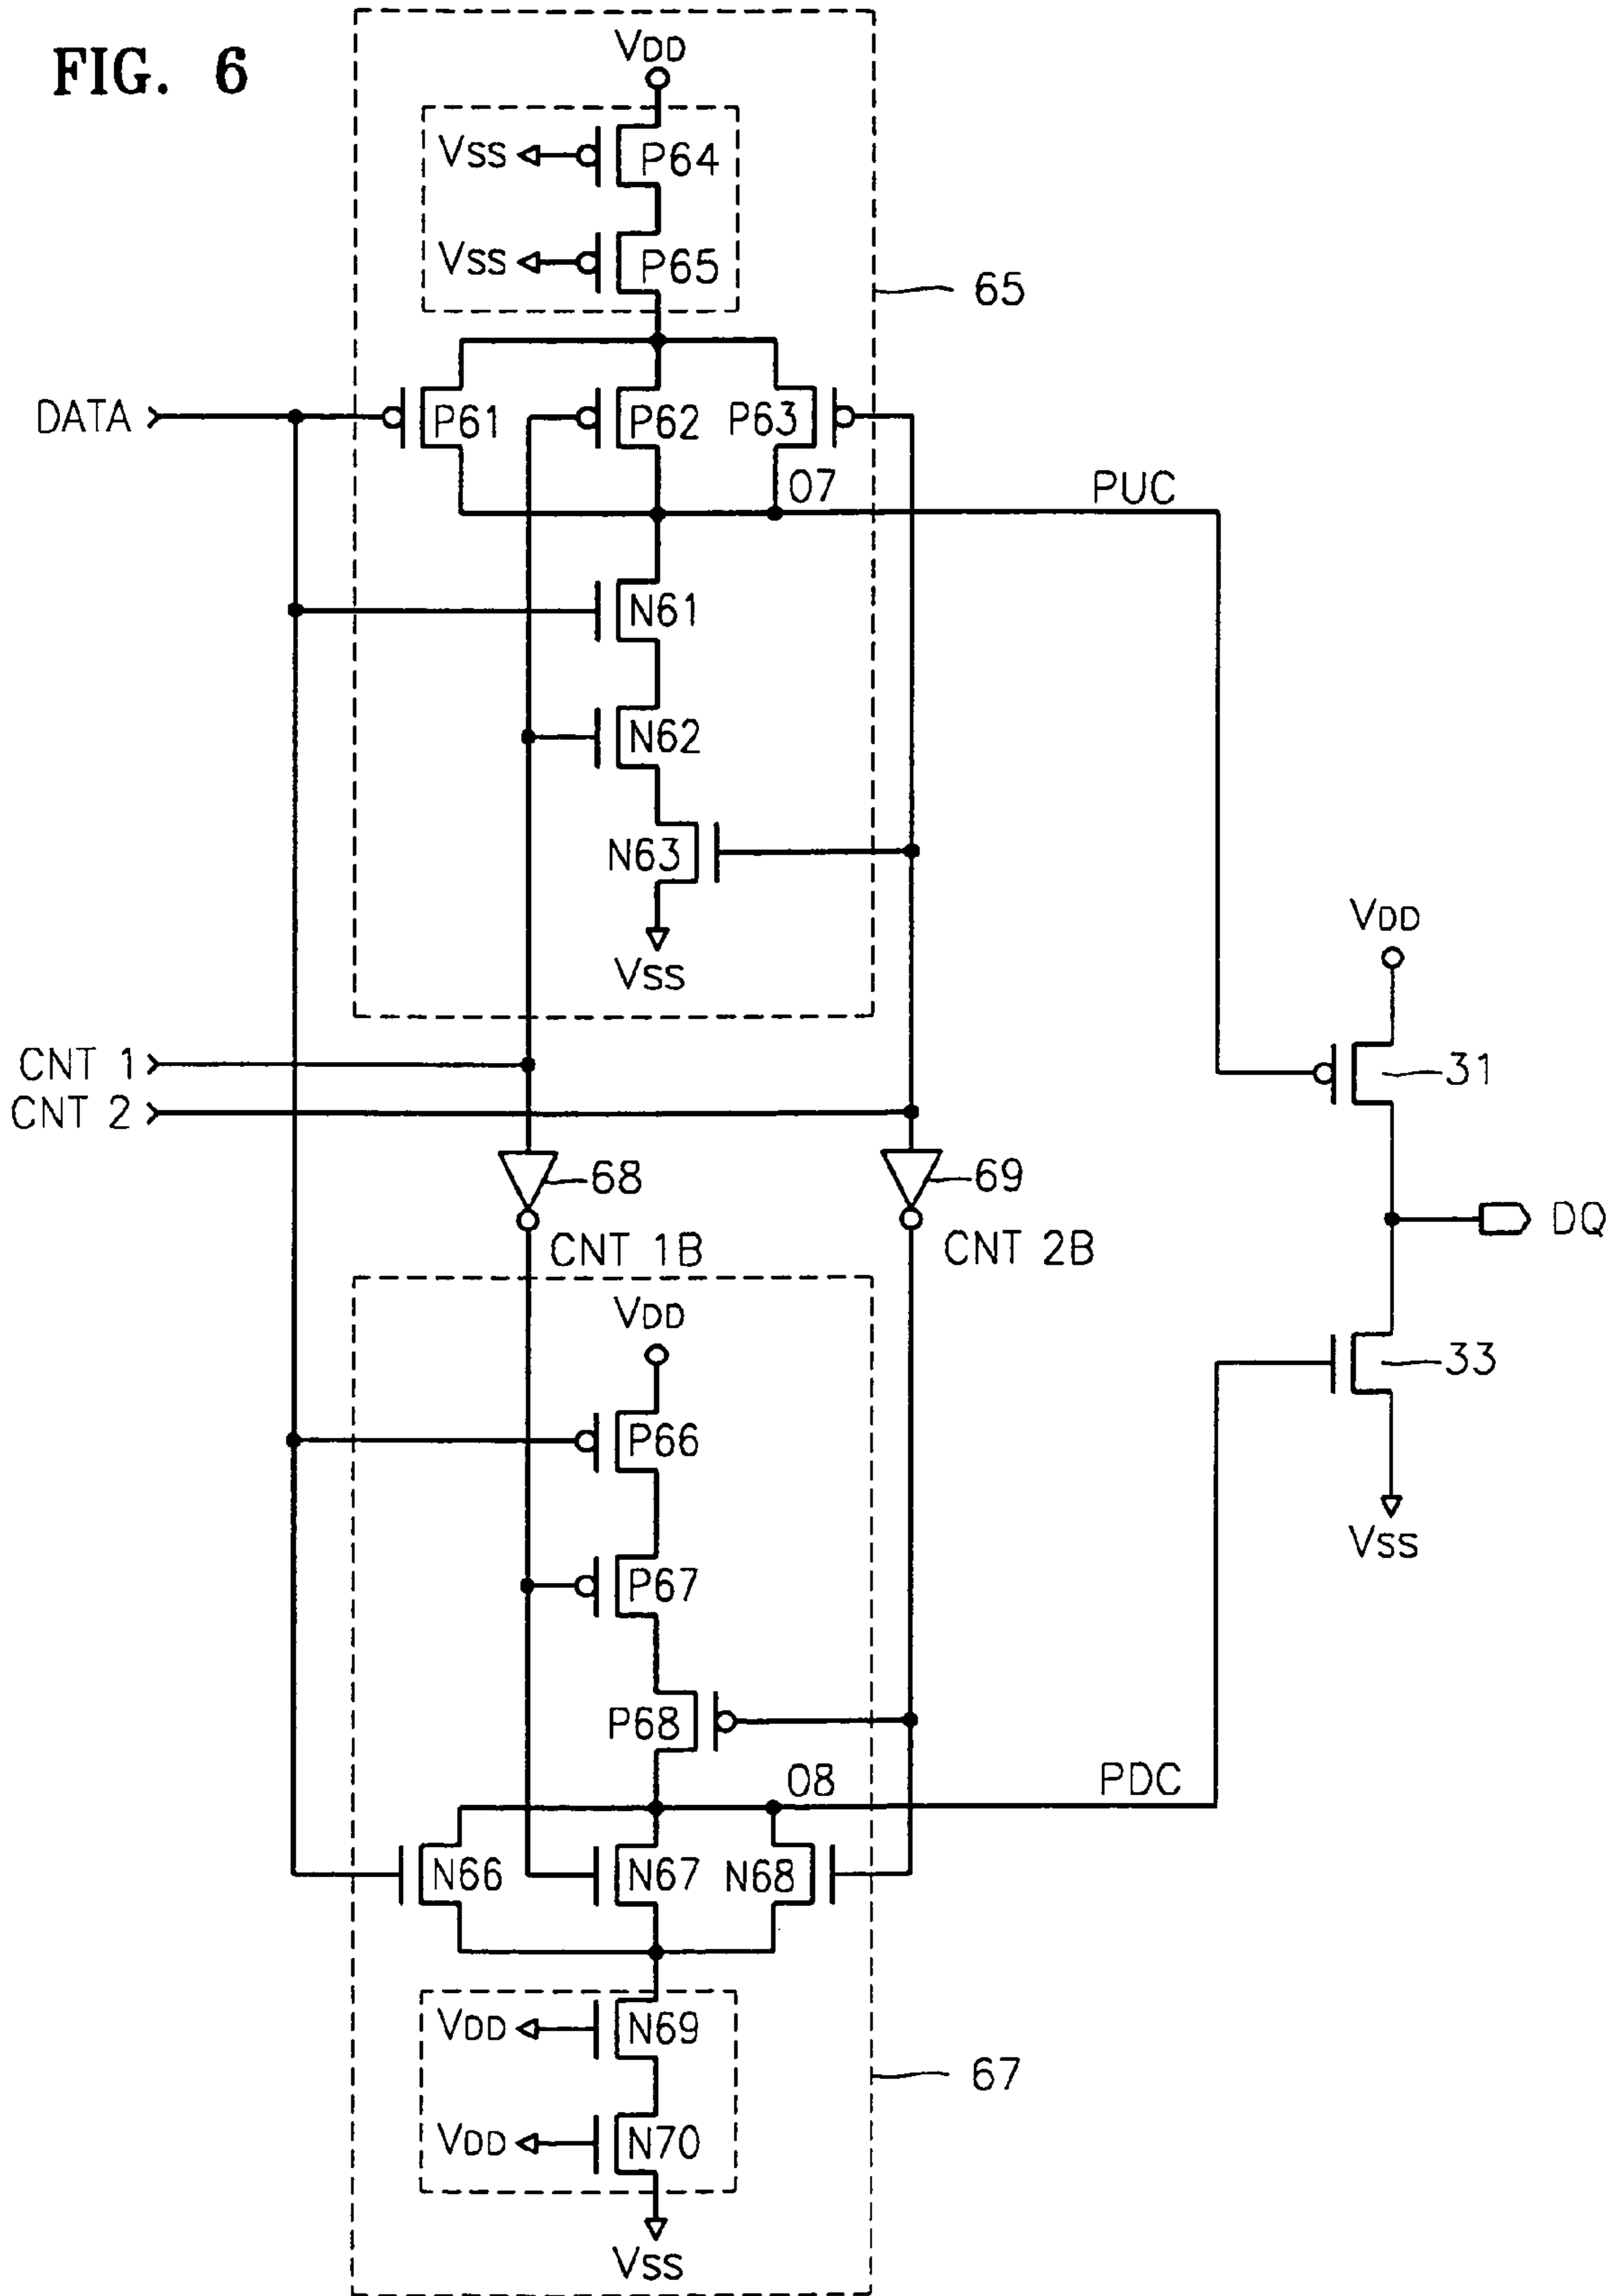 FIG. 6
VDD
VSS
P64
VSS
P65
65
DATA
P61
P62
P63
O7
PUC
N61
N62
N63
VSS
VDD
CNT 1
31
CNT 2
68
69
CNT 1B
CNT 2B
DQ
VDD
33
P66
VSS
P67
P68
O8
PDC
N66
N67
N68
VDD
N69
67
VDD
N70
VSS